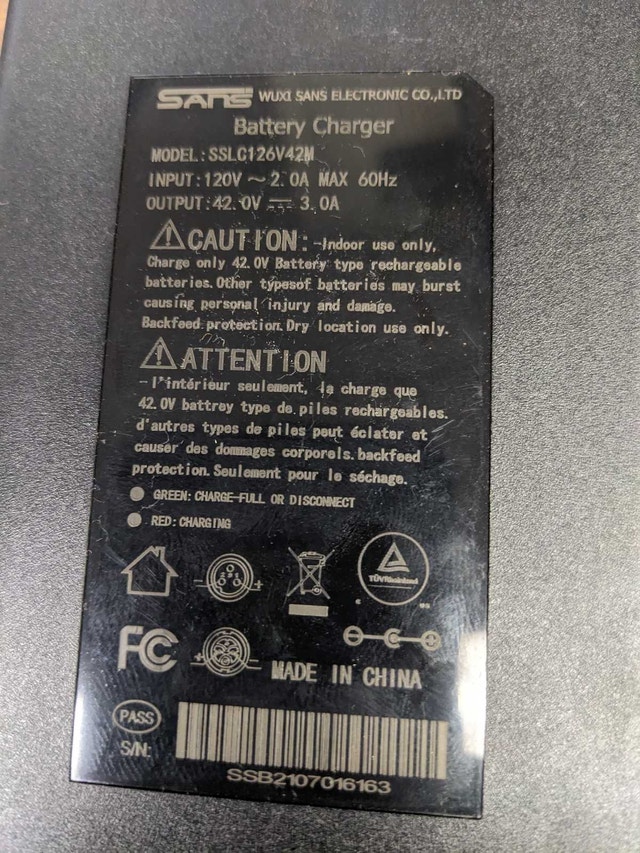 SANS WUXI SANS ELECTRONIC CO.,LTD
Battery Charger
MODEL:SSLC126V42M
INPUT:120V ~ 2.0A MAX 60Hz
OUTPUT:42.0V ⎓ 3.0A
⚠CAUTION:-Indoor use only,
Charge only 42.0V Battery type rechargeable
batteries.Other typesof batteries may burst
causing personal injury and damage.
Backfeed protection.Dry location use only.
⚠ATTENTION
-l'intérieur seulement, la charge que
42.0V battrey type de piles rechargeables.
d'autres types de piles peut éclater et
causer des dommages corporels.backfeed
protection.Seulement pour le séchage.
GREEN:CHARGE-FULL OR DISCONNECT
RED:CHARGING
TÜVRheinland
c us
FC
MADE IN CHINA
PASS
S/N:
SSB2107016163